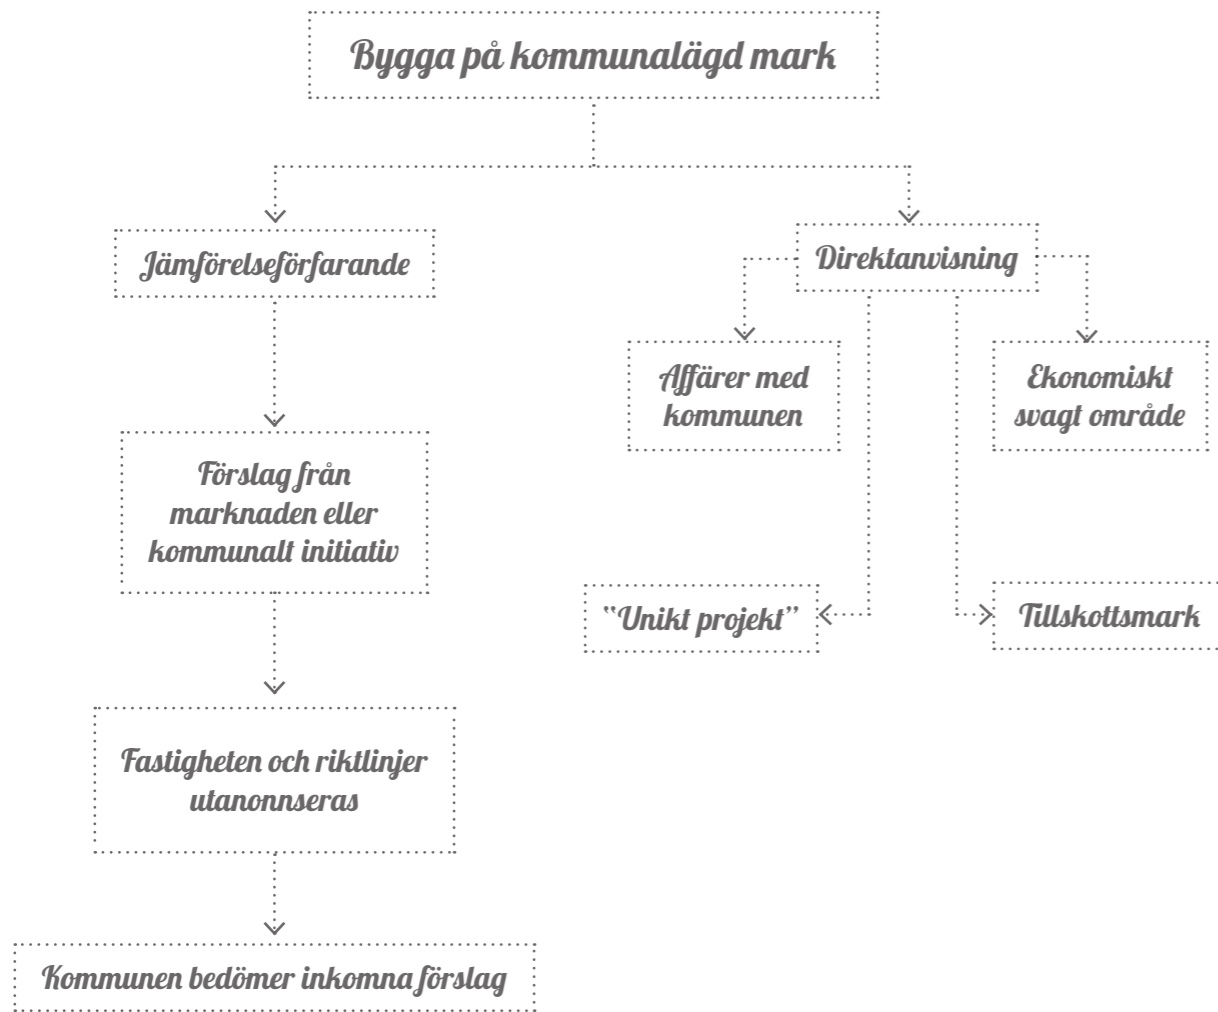 Bygga på kommunalägd mark
Jämförelseförfarande
Direktanvisning
Affärer med
kommunen
Ekonomiskt
svagt område
Förslag från
marknaden eller
kommunalt initiativ
“Unikt projekt”
Tillskottsmark
Fastigheten och riktlinjer
utanonnseras
Kommunen bedömer inkomna förslag